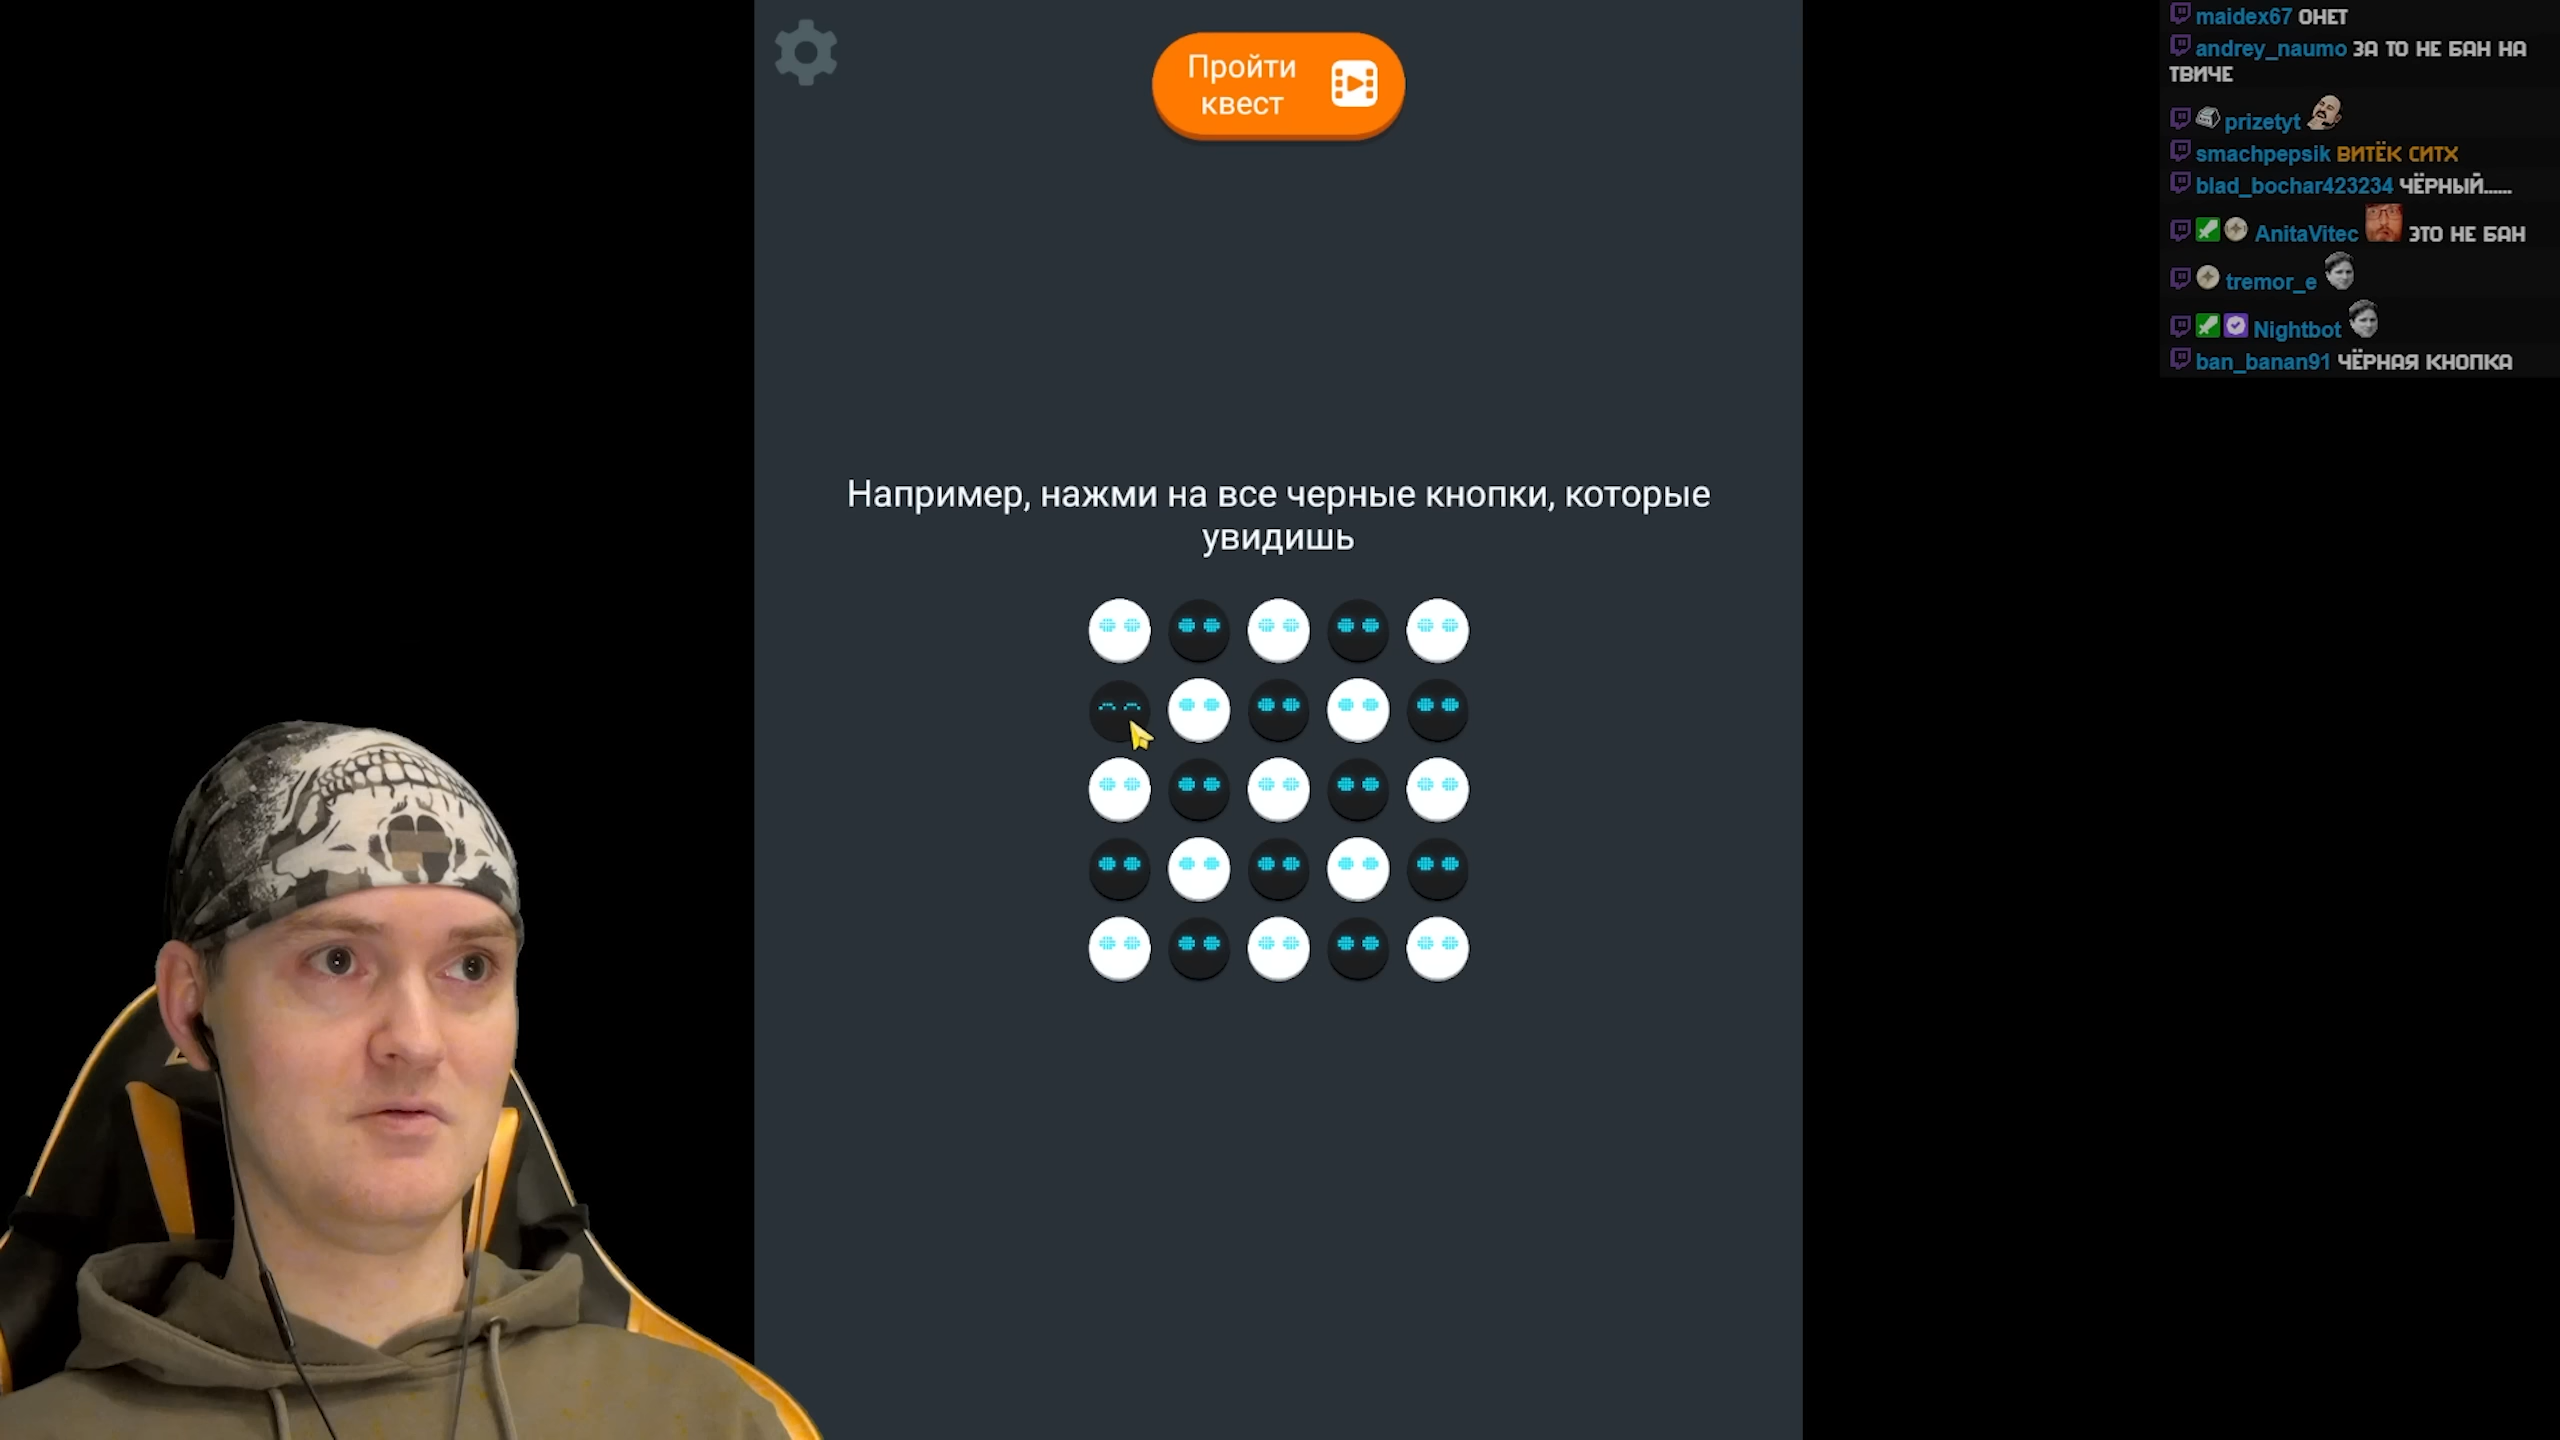 Пройти
квест
Например, нажми на все черные кнопки, которые
увидишь
maidex67 ОНЕТ
andrey_naumo ЗА ТО НЕ БАН НА
ТВИЧЕ
prizetyt
smachpepsik ВИТЁК СИТХ
blad_bochar423234 ЧЁРНЫЙ......
AnitaVitec ЭТО НЕ БАН
tremor_e
Nightbot
ban_banan91 ЧЁРНАЯ КНОПКА